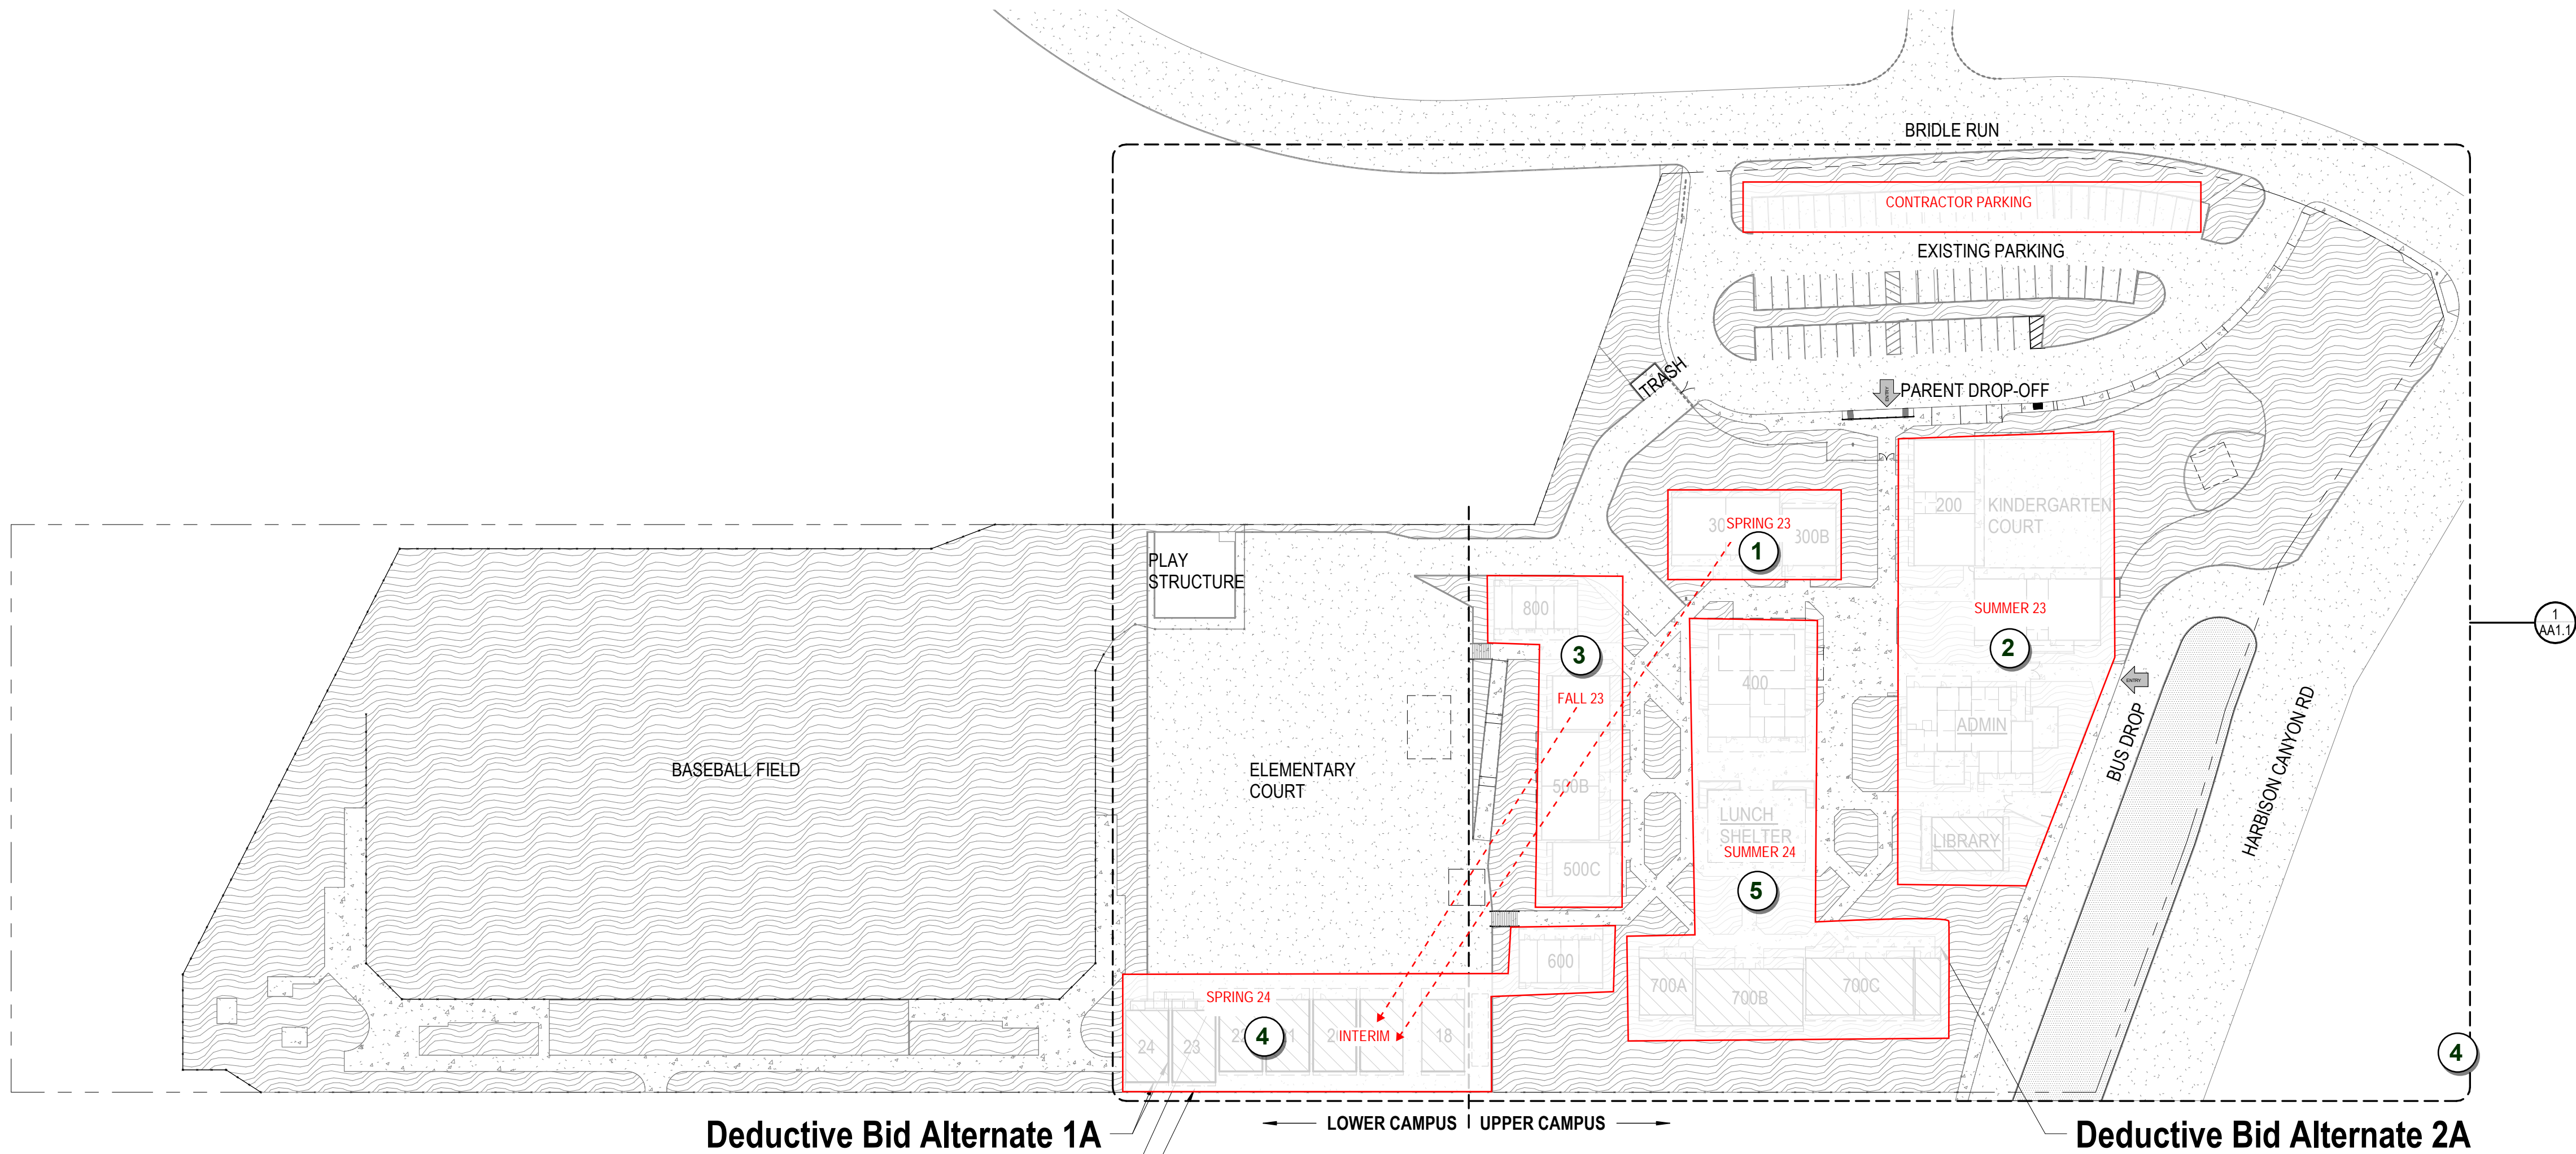 BRIDLE RUN
CONTRACTOR PARKING
EXISTING PARKING
TRASH
ENTRY
PARENT DROP-OFF
200
KINDERGARTEN
COURT
SPRING 23
300B
1
PLAY
STRUCTURE
800
SUMMER 23
2
1
AA1.1
3
FALL 23
400
ENTRY
ADMIN
BUS DROP
HARBISON CANYON RD
BASEBALL FIELD
ELEMENTARY
COURT
500B
LUNCH
SHELTER
SUMMER 24
LIBRARY
500C
5
600
700A
700B
700C
SPRING 24
24
23
4
INTERIM
18
4
LOWER CAMPUS
UPPER CAMPUS
Deductive Bid Alternate 1A
Deductive Bid Alternate 2A